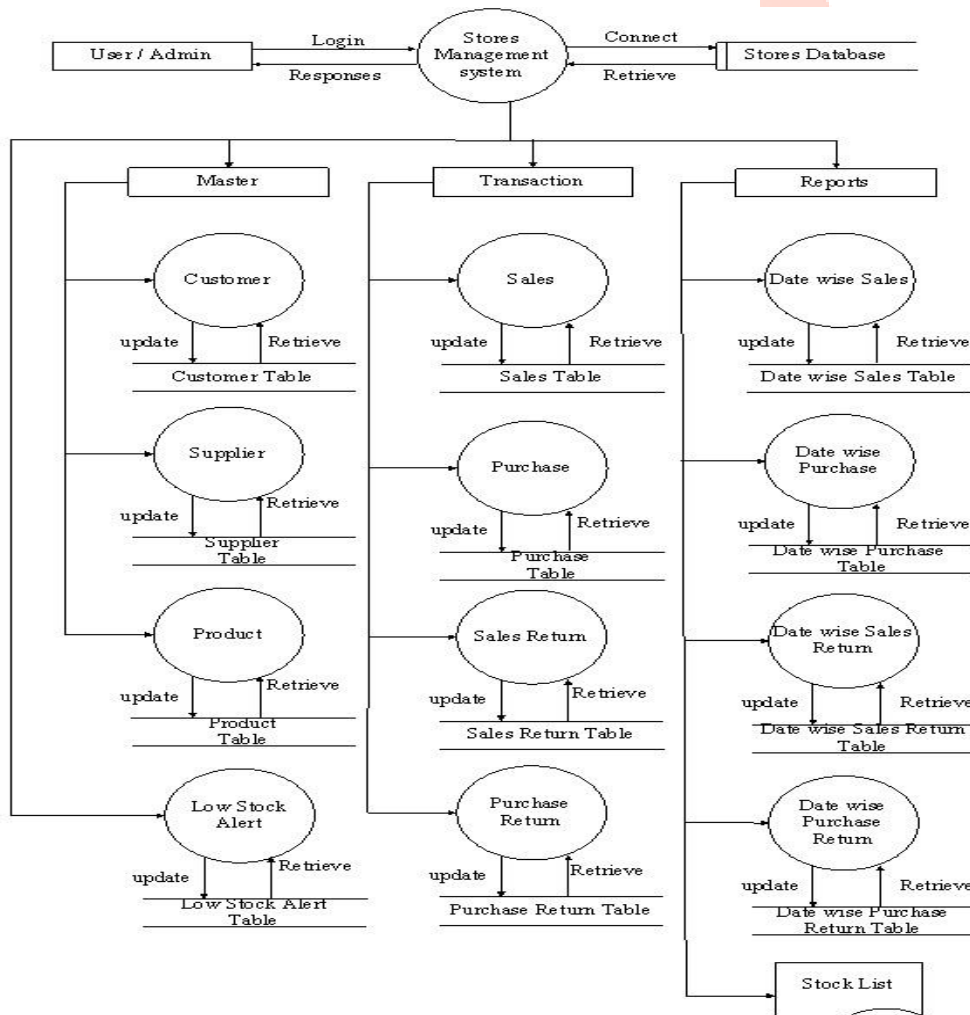 User / Admin
Login
Responses
Stores
Management
system
Connect
Retrieve
Stores Database
Master
Transaction
Reports
Customer
update
Retrieve
Customer Table
Sales
update
Retrieve
Sales Table
Date wise Sales
update
Retrieve
Date wise Sales Table
Supplier
update
Retrieve
Supplier
Table
Purchase
update
Retrieve
Purchase
Table
Date wise
Purchase
update
Retrieve
Date wise Purchase
Table
Product
update
Retrieve
Product
Table
Sales Return
update
Retrieve
Sales Return Table
Date wise Sales
Return
update
Retrieve
Date wise Sales Return
Table
Low Stock
Alert
update
Retrieve
Low Stock Alert
Table
Purchase
Return
update
Retrieve
Purchase Return Table
Date wise
Purchase
Return
update
Retrieve
Date wise Purchase
Return Table
Stock List